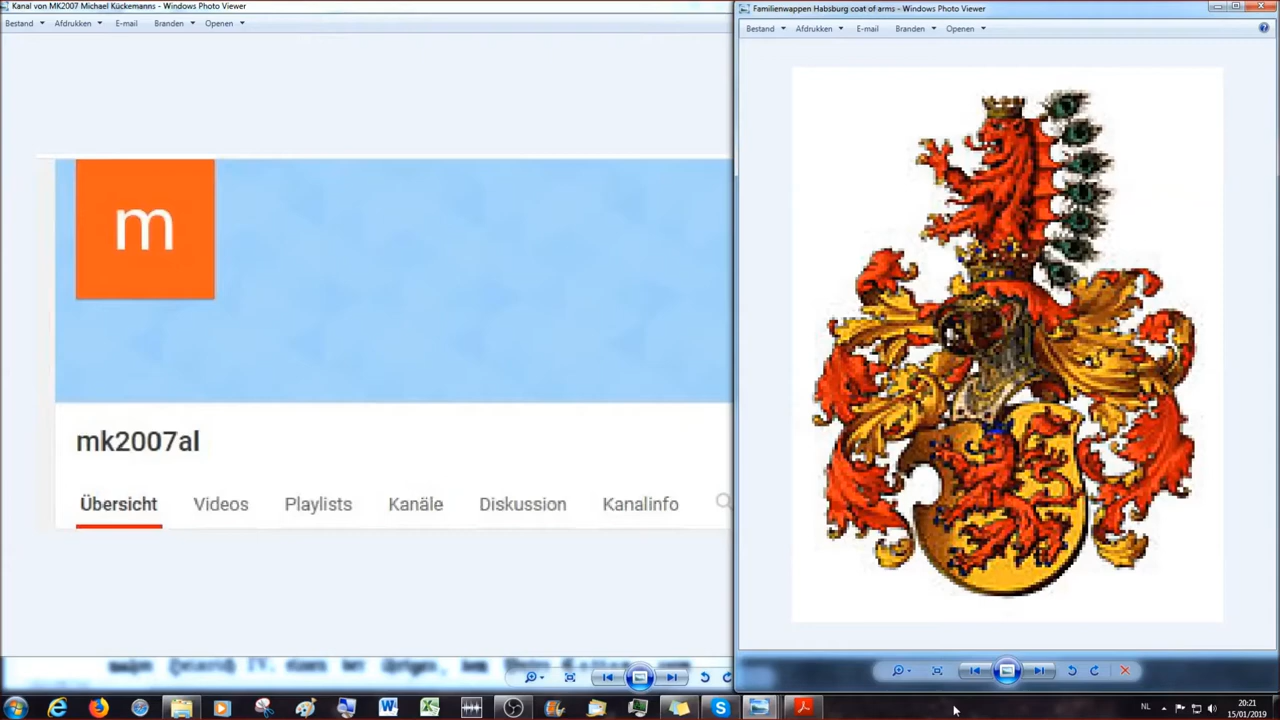 Kanal von MK2007 Michael Kückemanns - Windows Photo Viewer
Bestand Afdrukken E-mail Branden Openen
m
mk2007al
Übersicht Videos Playlists Kanäle Diskussion Kanalinfo
Familienwappen Habsburg coat of arms - Windows Photo Viewer
Bestand Afdrukken E-mail Branden Openen
NL
20:21
15/01/2019